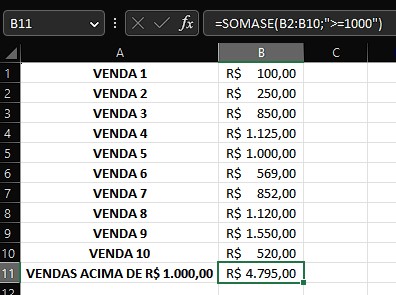 B11 fx =SOMASE(B2:B10;">=1000")
A B C
1 VENDA 1 R$ 100,00
2 VENDA 2 R$ 250,00
3 VENDA 3 R$ 850,00
4 VENDA 4 R$ 1.125,00
5 VENDA 5 R$ 1.000,00
6 VENDA 6 R$ 569,00
7 VENDA 7 R$ 852,00
8 VENDA 8 R$ 1.120,00
9 VENDA 9 R$ 1.550,00
10 VENDA 10 R$ 520,00
11 VENDAS ACIMA DE R$ 1.000,00 R$ 4.795,00
12